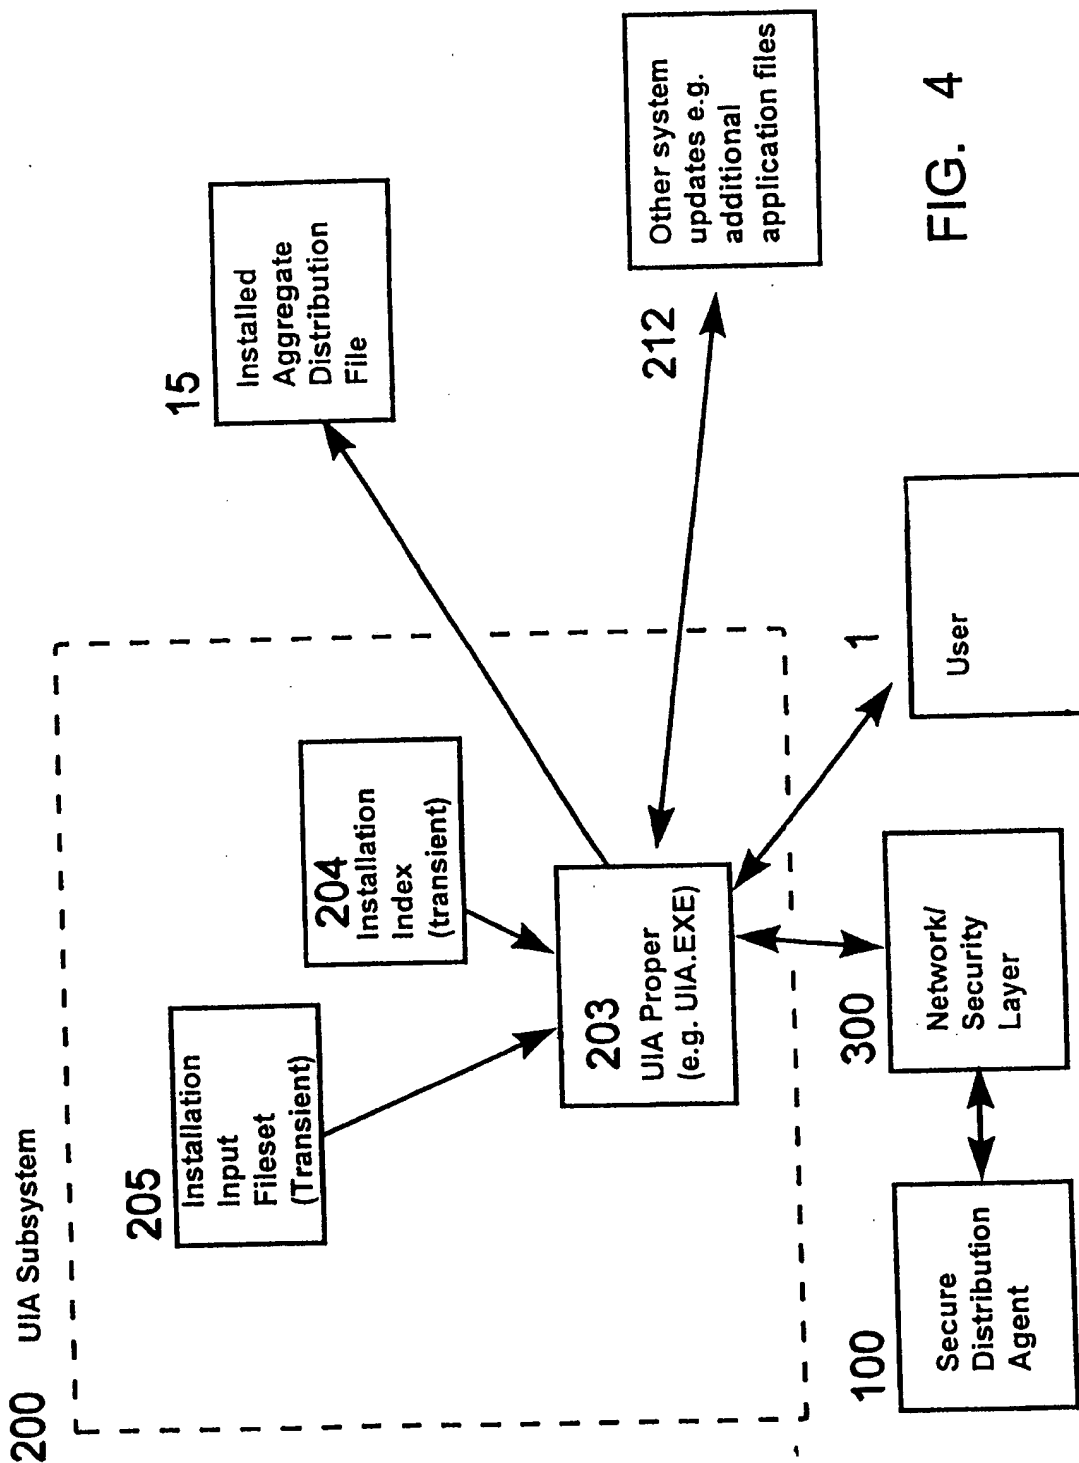 200 UIA Subsystem
205
Installation
Input
Fileset
(Transient)
204
Installation
Index
(transient)
15
Installed
Aggregate
Distribution
File
203
UIA Proper
(e.g. UIA.EXE)
212
Other system
updates e.g.
additional
application files
100
Secure
Distribution
Agent
300
Network/
Security
Layer
1
User
FIG. 4